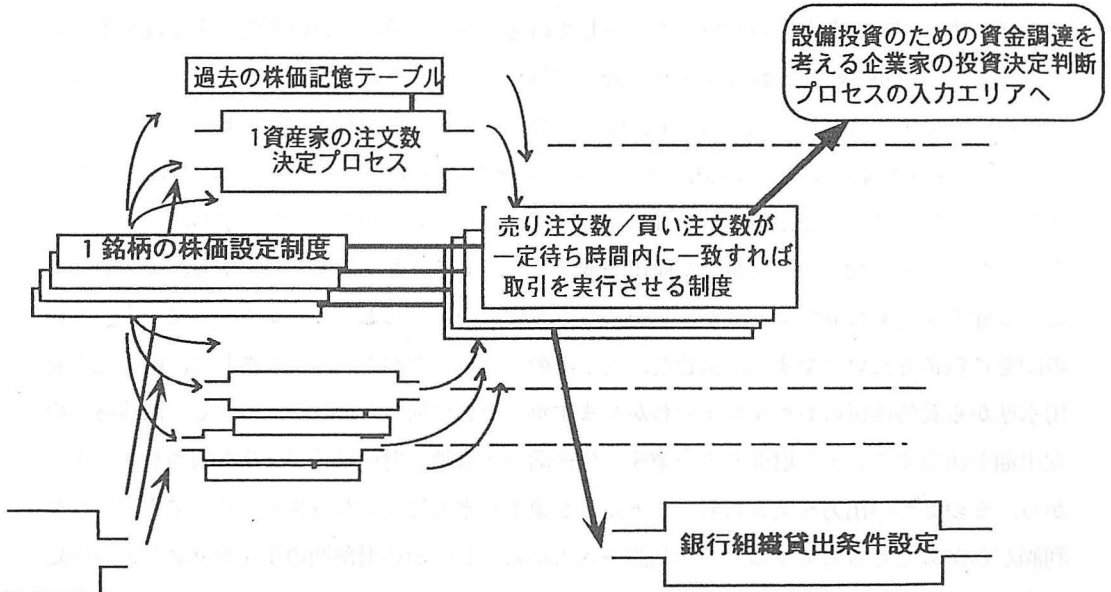 設備投資のための資金調達を
考える企業家の投資決定判断
プロセスの入力エリアへ
過去の株価記憶テーブル
1資産家の注文数
決定プロセス
1銘柄の株価設定制度
売り注文数/買い注文数が
一定待ち時間内に一致すれば
取引を実行させる制度
銀行組織貸出条件設定